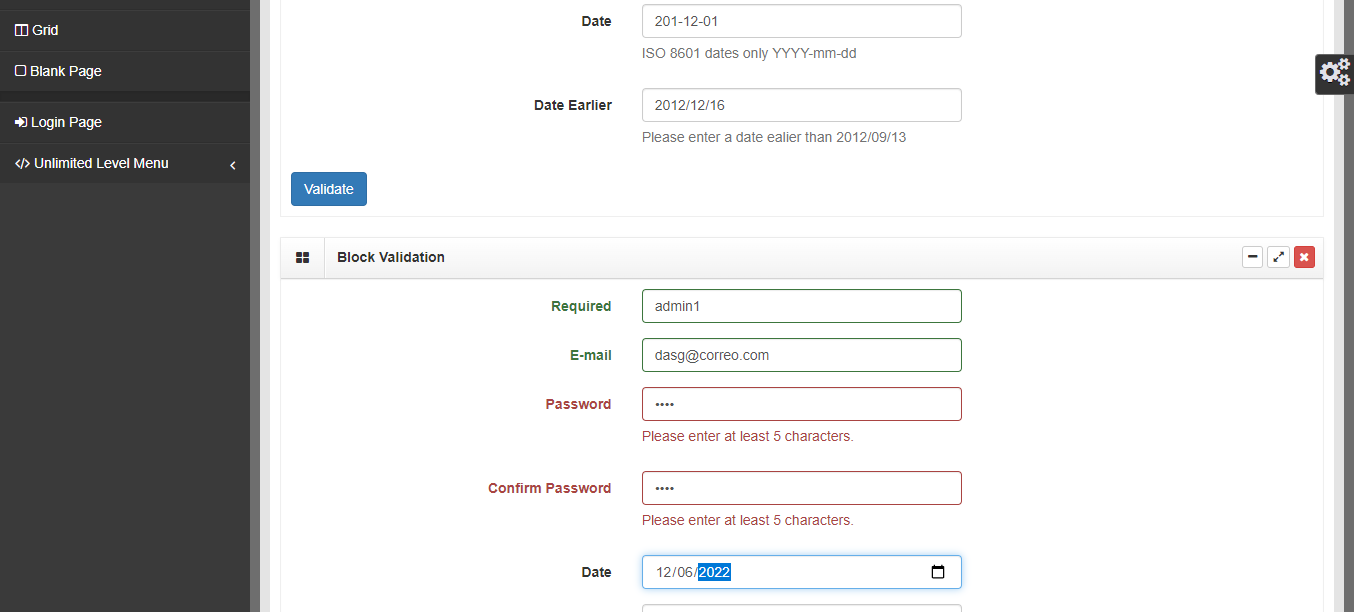 Grid
Blank Page
Login Page
Unlimited Level Menu
Date 201-12-01
ISO 8601 dates only YYYY-mm-dd
Date Earlier 2012/12/16
Please enter a date ealier than 2012/09/13
Validate
Block Validation
Required admin1
E-mail dasg@correo.com
Password ••••
Please enter at least 5 characters.
Confirm Password ••••
Please enter at least 5 characters.
Date 12/06/2022